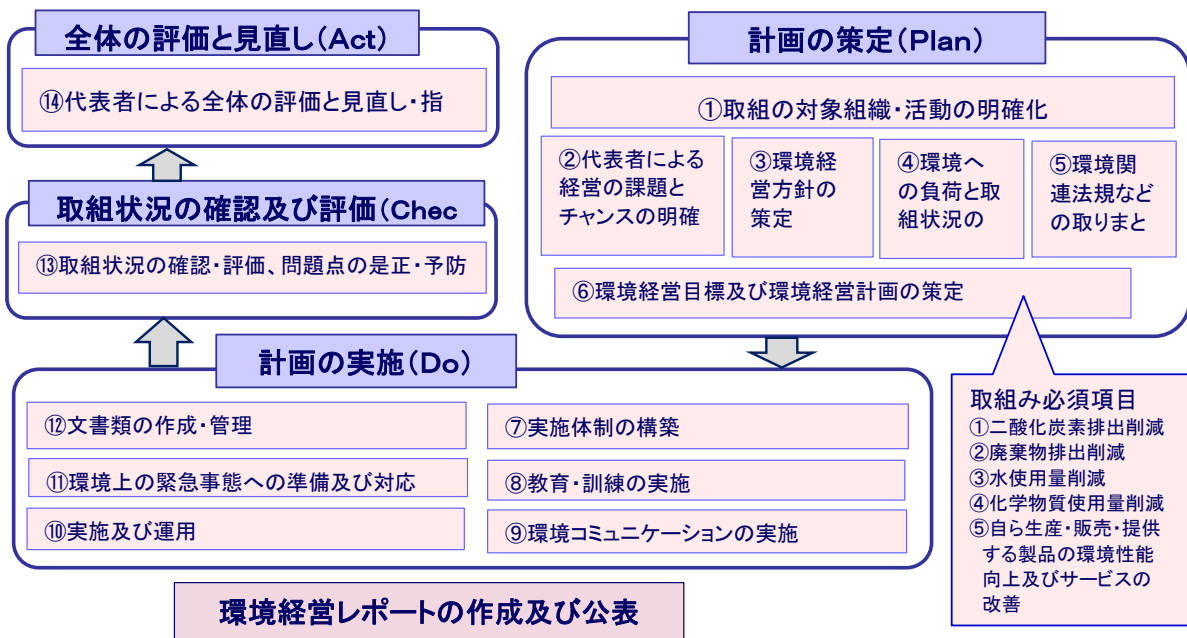 全体の評価と見直し(Act)
⑭代表者による全体の評価と見直し・指
取組状況の確認及び評価(Chec
⑬取組状況の確認・評価、問題点の是正・予防
計画の策定(Plan)
①取組の対象組織・活動の明確化
②代表者による
経営の課題と
チャンスの明確
③環境経
営方針の
策定
④環境へ
の負荷と取
組状況の
⑤環境関
連法規など
の取りまと
⑥環境経営目標及び環境経営計画の策定
計画の実施(Do)
⑫文書類の作成・管理
⑪環境上の緊急事態への準備及び対応
⑩実施及び運用
⑦実施体制の構築
⑧教育・訓練の実施
⑨環境コミュニケーションの実施
取組み必須項目
①二酸化炭素排出削減
②廃棄物排出削減
③水使用量削減
④化学物質使用量削減
⑤自ら生産・販売・提供
する製品の環境性能
向上及びサービスの
改善
環境経営レポートの作成及び公表